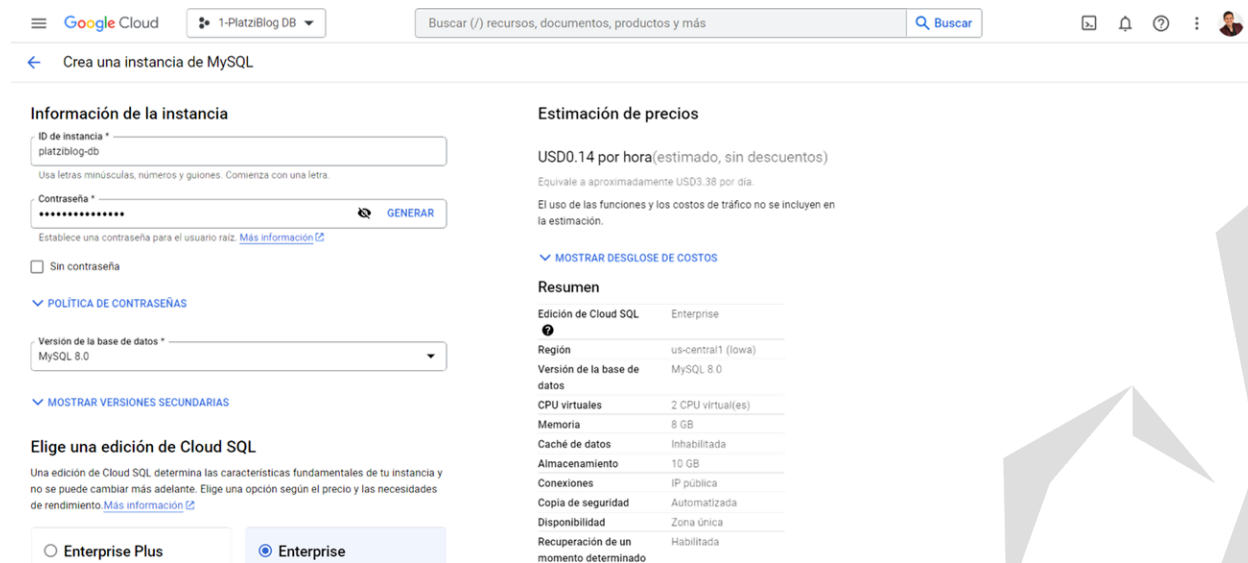 Google Cloud
1-PlatziBlog DB
Buscar (/) recursos, documentos, productos y más
Buscar
Crea una instancia de MySQL
Información de la instancia
ID de instancia *
platziblog-db
Usa letras minúsculas, números y guiones. Comienza con una letra.
Contraseña *
•••••••••••••••
GENERAR
Establece una contraseña para el usuario raíz. Más información
Sin contraseña
POLÍTICA DE CONTRASEÑAS
Versión de la base de datos *
MySQL 8.0
MOSTRAR VERSIONES SECUNDARIAS
Elige una edición de Cloud SQL
Una edición de Cloud SQL determina las características fundamentales de tu instancia y
no se puede cambiar más adelante. Elige una opción según el precio y las necesidades
de rendimiento. Más información
Enterprise Plus
Enterprise
Estimación de precios
USD0.14 por hora(estimado, sin descuentos)
Equivale a aproximadamente USD3.38 por día.
El uso de las funciones y los costos de tráfico no se incluyen en
la estimación.
MOSTRAR DESGLOSE DE COSTOS
Resumen
Edición de Cloud SQL Enterprise
Región us-central1 (Iowa)
Versión de la base de MySQL 8.0
datos
CPU virtuales 2 CPU virtual(es)
Memoria 8 GB
Caché de datos Inhabilitada
Almacenamiento 10 GB
Conexiones IP pública
Copia de seguridad Automatizada
Disponibilidad Zona única
Recuperación de un Habilitada
momento determinado